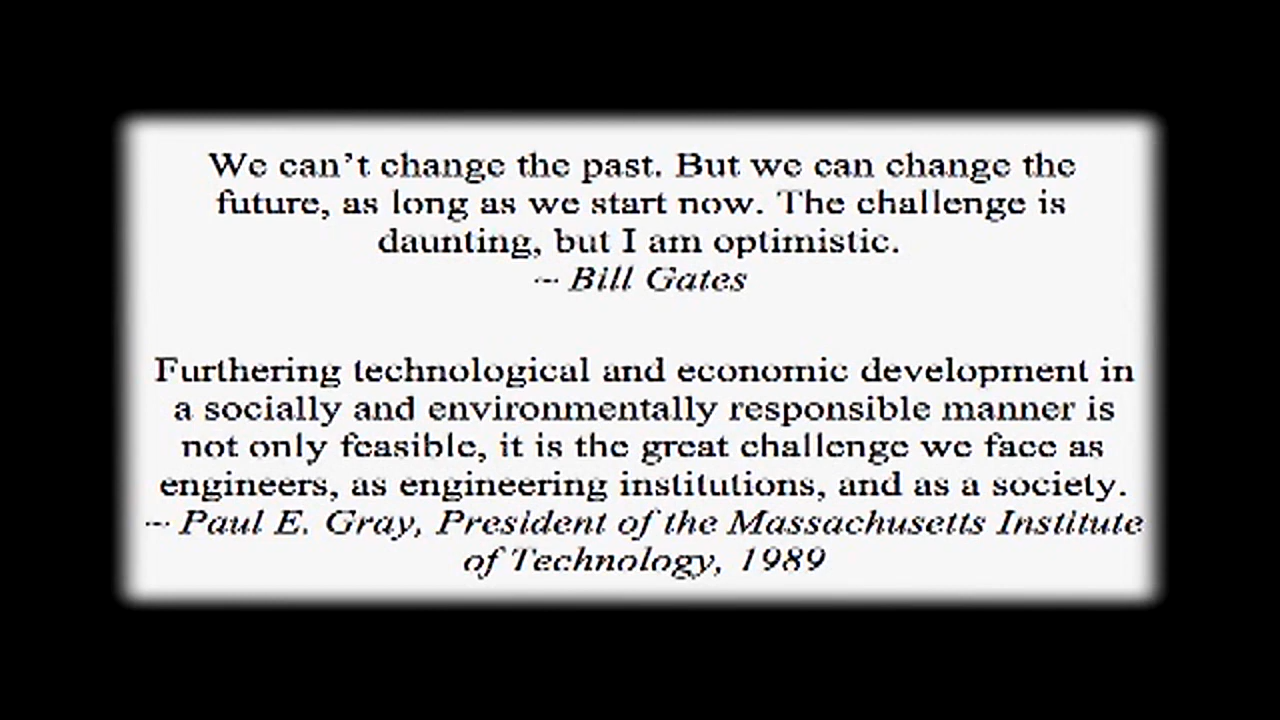 We can’t change the past. But we can change the
future, as long as we start now. The challenge is
daunting, but I am optimistic.
-- Bill Gates
Furthering technological and economic development in
a socially and environmentally responsible manner is
not only feasible, it is the great challenge we face as
engineers, as engineering institutions, and as a society.
-- Paul E. Gray, President of the Massachusetts Institute
of Technology, 1989